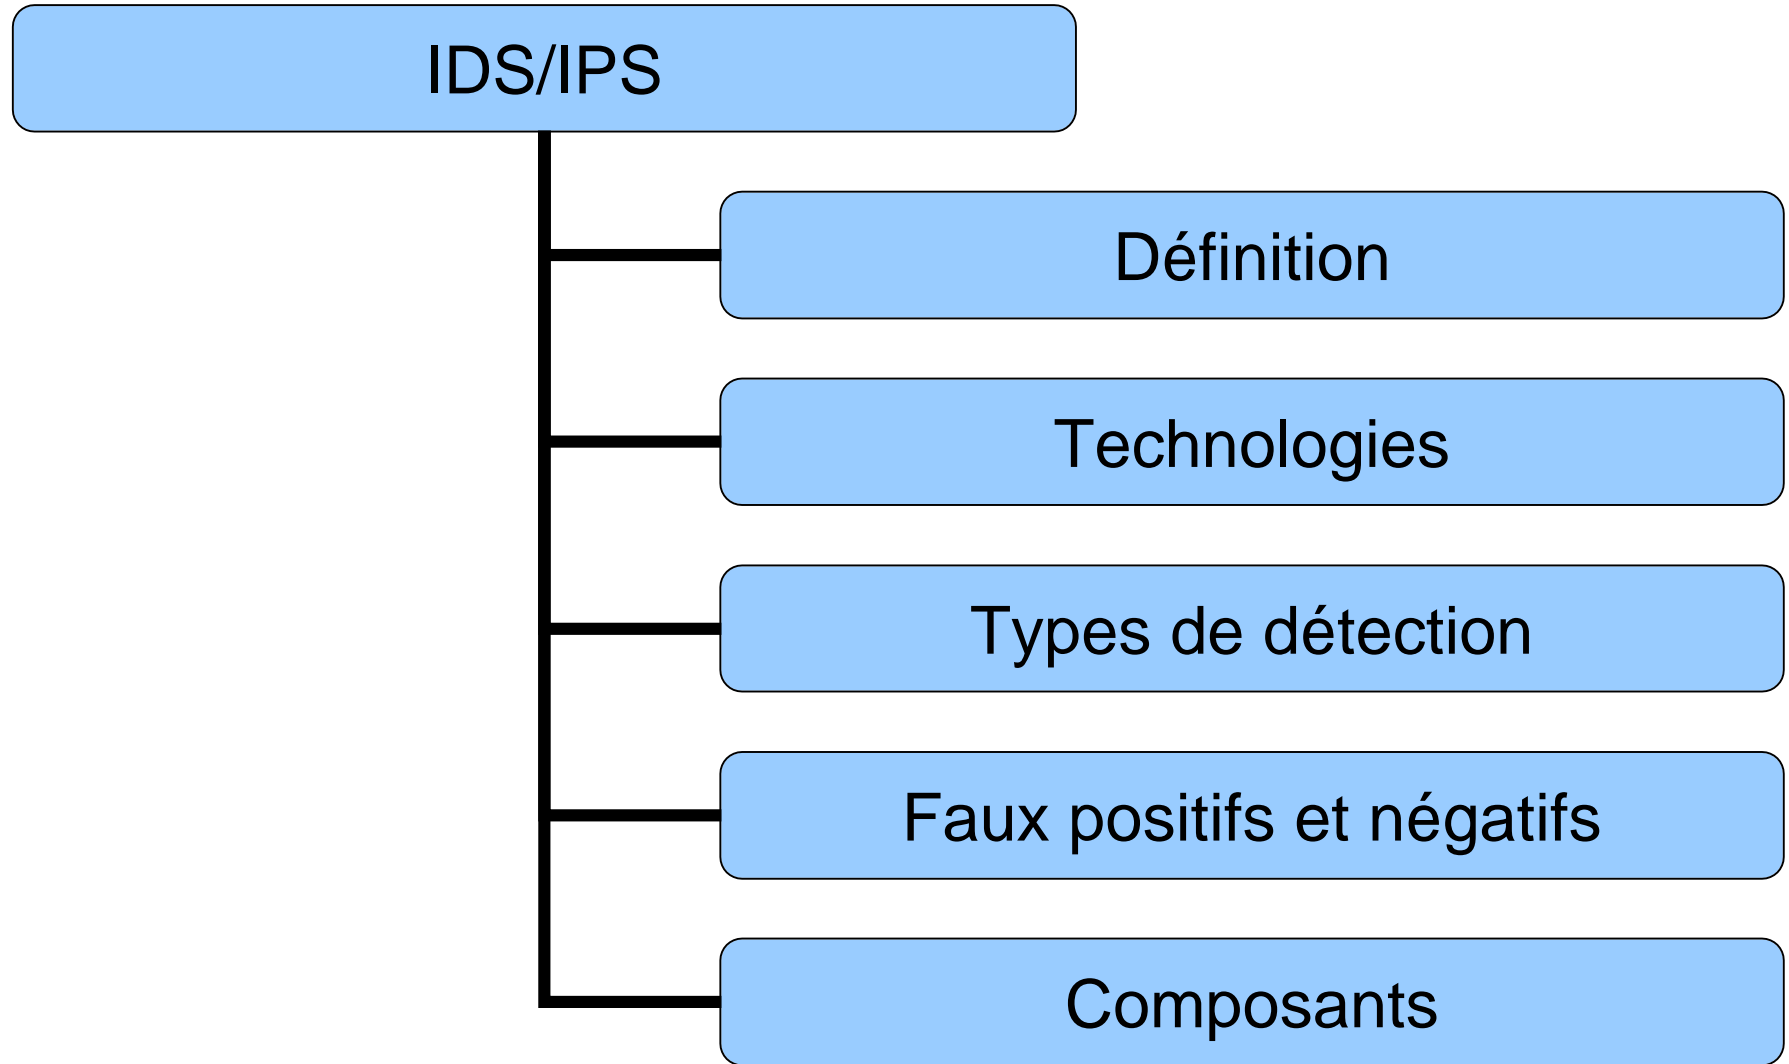 IDS/IPS
Définition
Technologies
Types de détection
Faux positifs et négatifs
Composants